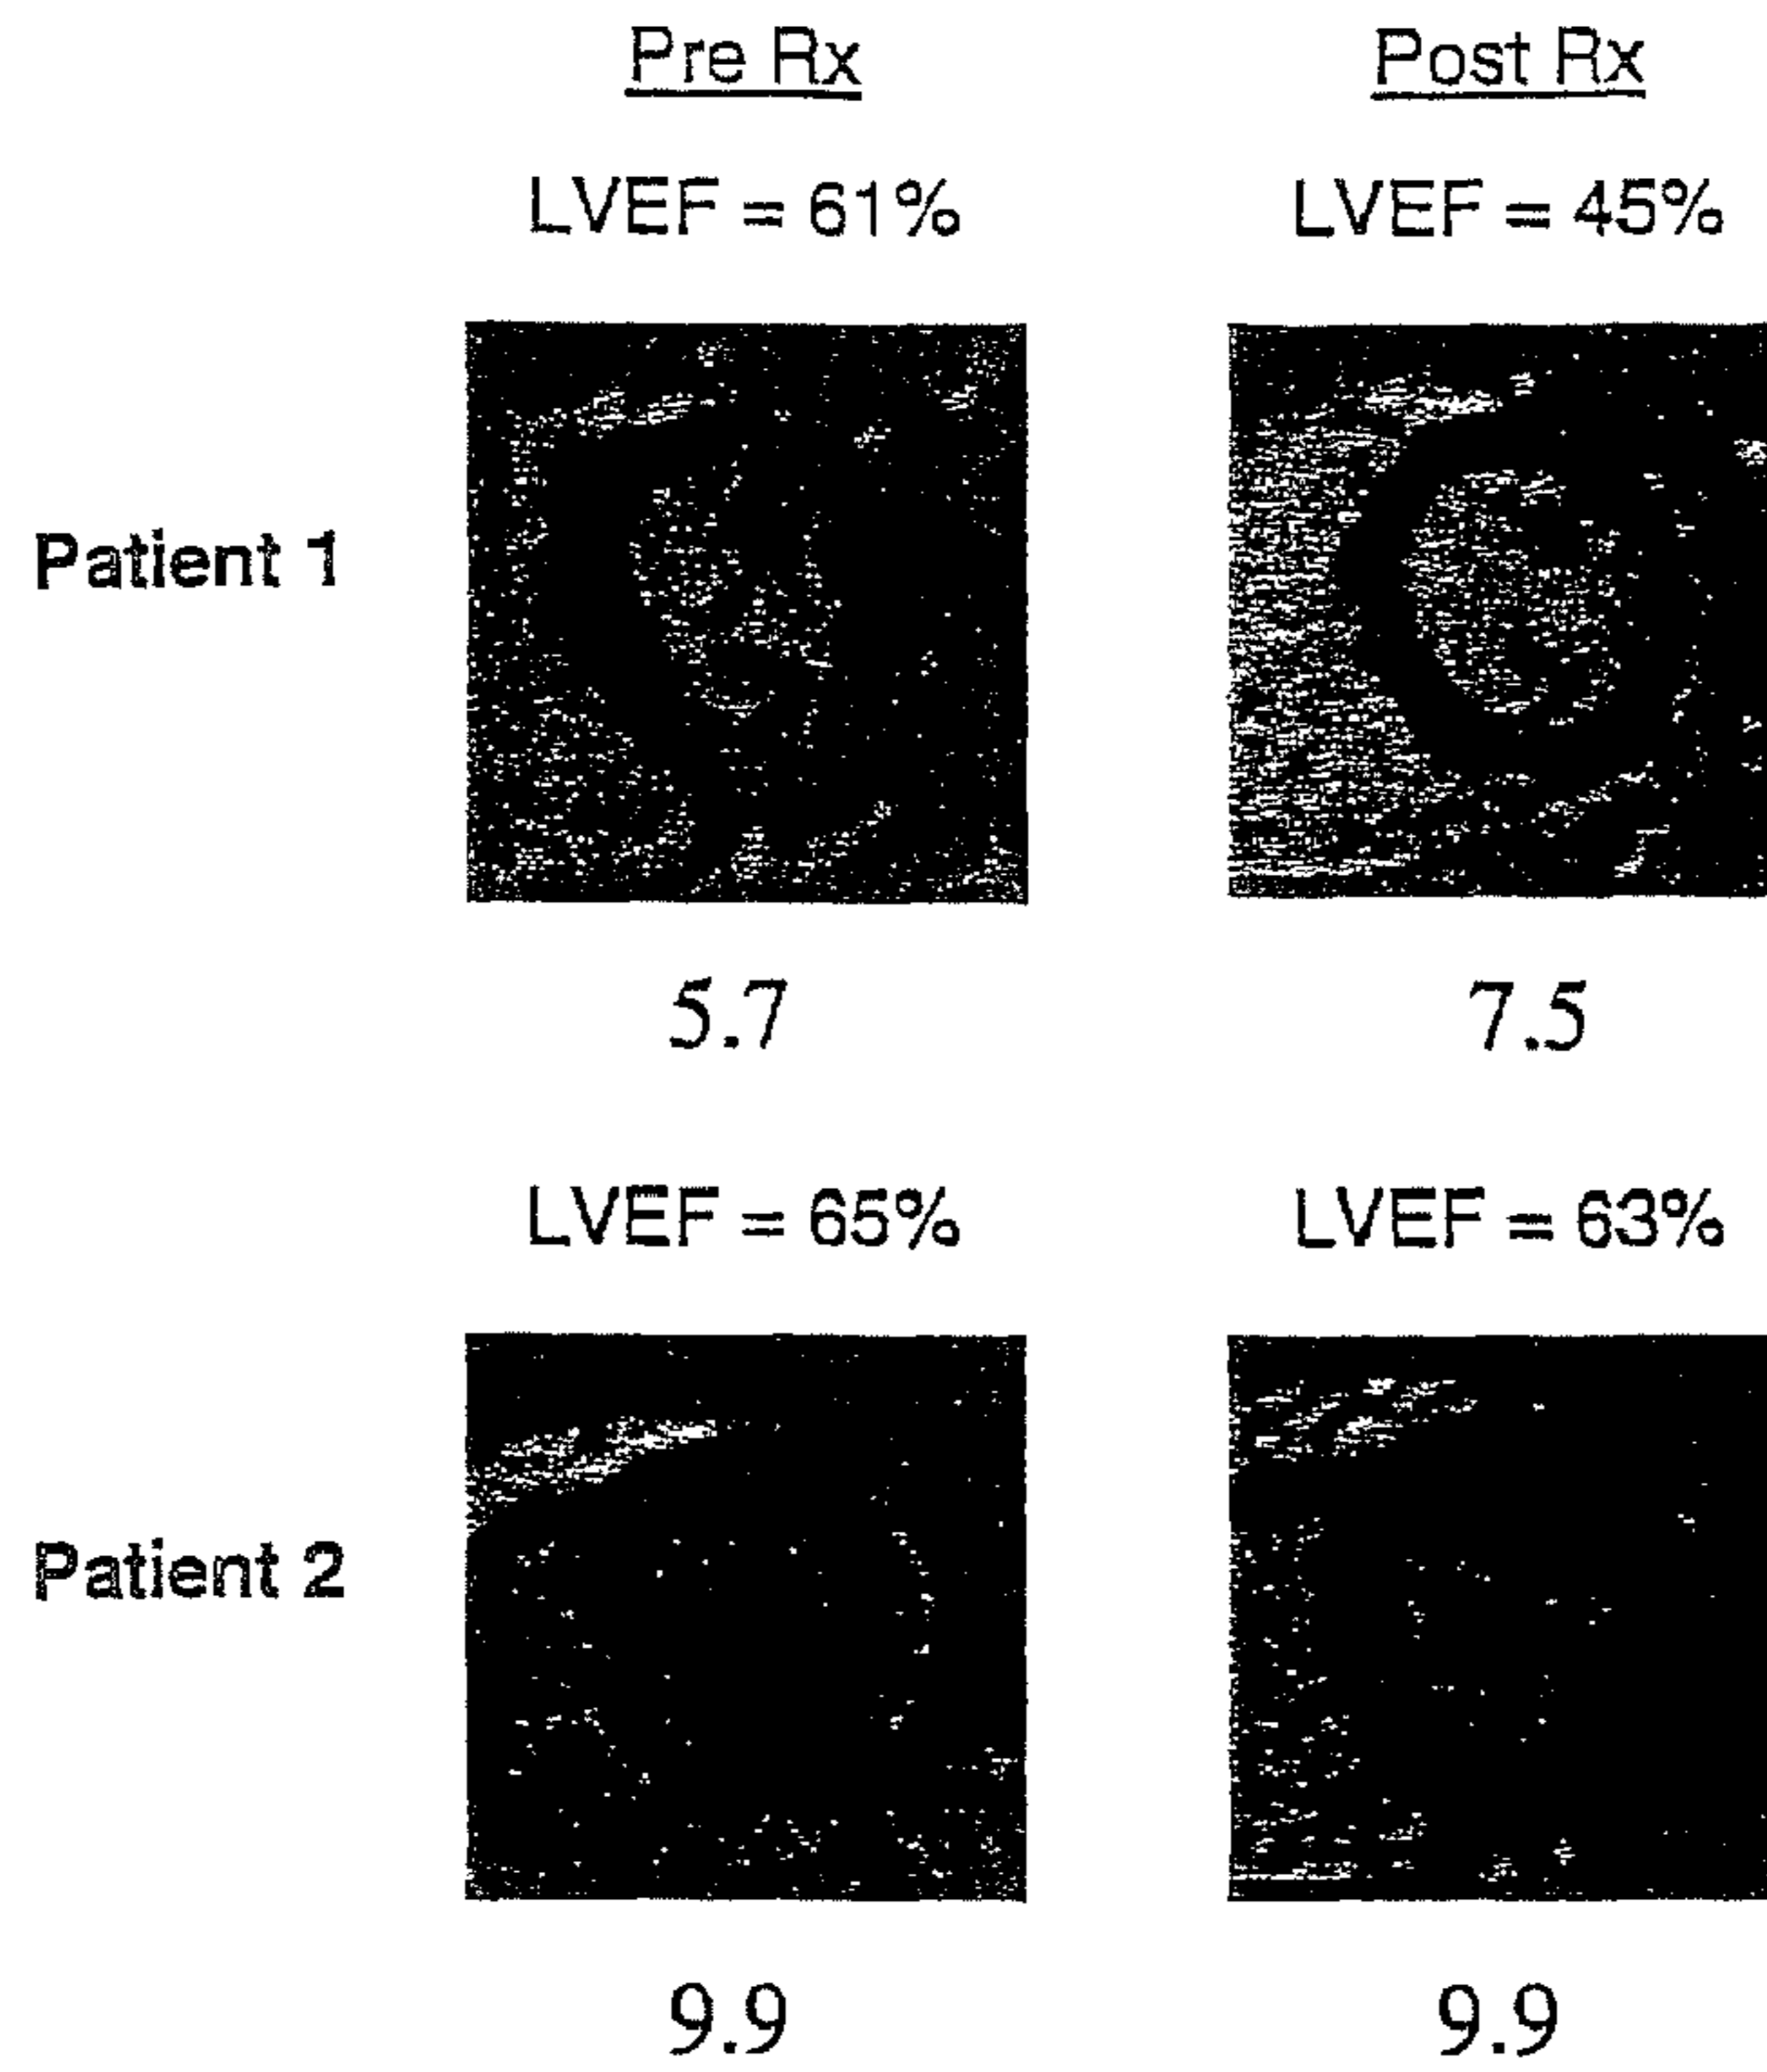 Pre Rx Post Rx
LVEF = 61% LVEF = 45%
Patient 1
5.7 7.5
LVEF = 65% LVEF = 63%
Patient 2
9.9 9.9